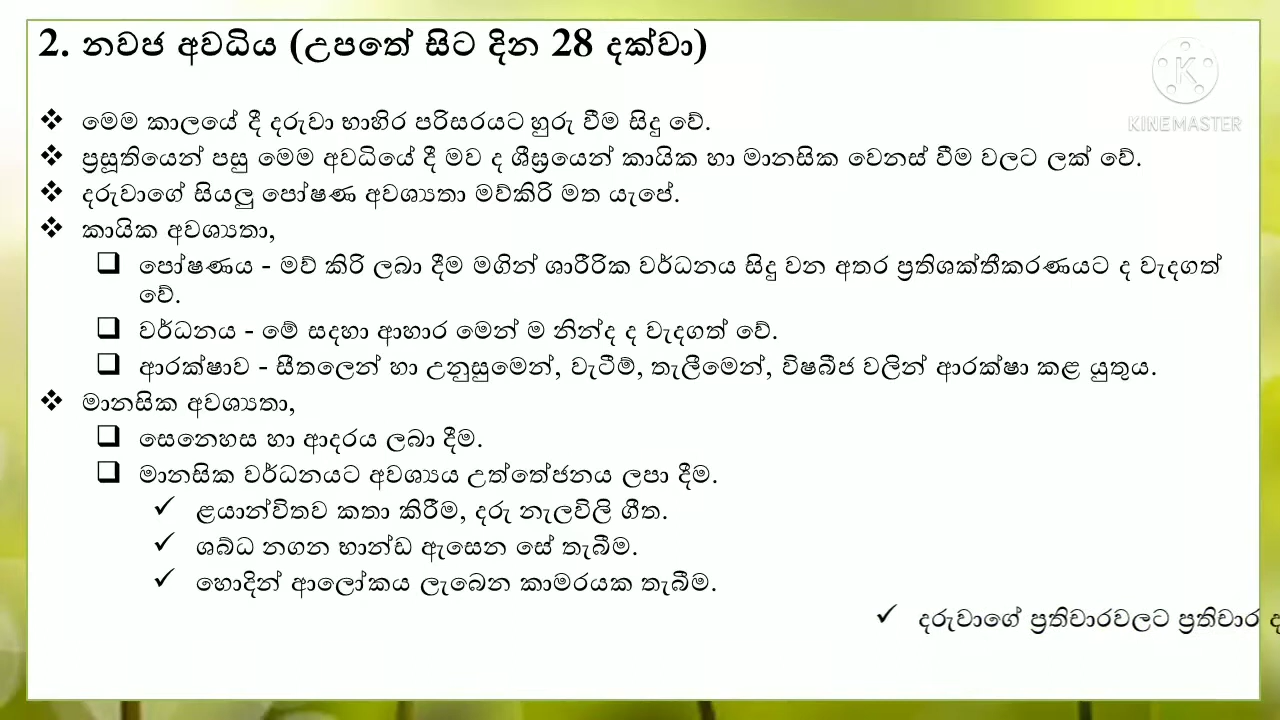 2. නවජ අවධිය (උපතේ සිට දින 28 දක්වා)
KINEMASTER
❖ මෙම කාලයේ දී දරුවා භාහිර පරිසරයට හුරු වීම සිදු වේ.
❖ ප්‍රසූතියෙන් පසු මෙම අවධියේ දී මව ද ශීඝ්‍රයෙන් කායික හා මානසික වෙනස් වීම වලට ලක් වේ.
❖ දරුවාගේ සියලු පෝෂණ අවශ්‍යතා මව්කිරි මත යැපේ.
❖ කායික අවශ්‍යතා,
❑ පෝෂණය - මව් කිරි ලබා දීම මගින් ශාරීරික වර්ධනය සිදු වන අතර ප්‍රතිශක්තීකරණයට ද වැදගත්
වේ.
❑ වර්ධනය - මේ සඳහා ආහාර මෙන් ම නින්ද ද වැදගත් වේ.
❑ ආරක්ෂාව - සීතලෙන් හා උනුසුමෙන්, වැටීම්, තැලීමෙන්, විෂබීජ වලින් ආරක්ෂා කළ යුතුය.
❖ මානසික අවශ්‍යතා,
❑ සෙනෙහස හා ආදරය ලබා දීම.
❑ මානසික වර්ධනයට අවශ්‍යය උත්තේජනය ලපා දීම.
✓ ළයාන්විතව කතා කිරීම, දරු නැලවිලි ගීත.
✓ ශබ්ධ නගන භාන්ඩ ඇසෙන සේ තැබීම.
✓ හොදින් ආලෝකය ලැබෙන කාමරයක තැබීම.
✓ දරුවාගේ ප්‍රතිචාරවලට ප්‍රතිචාර ද